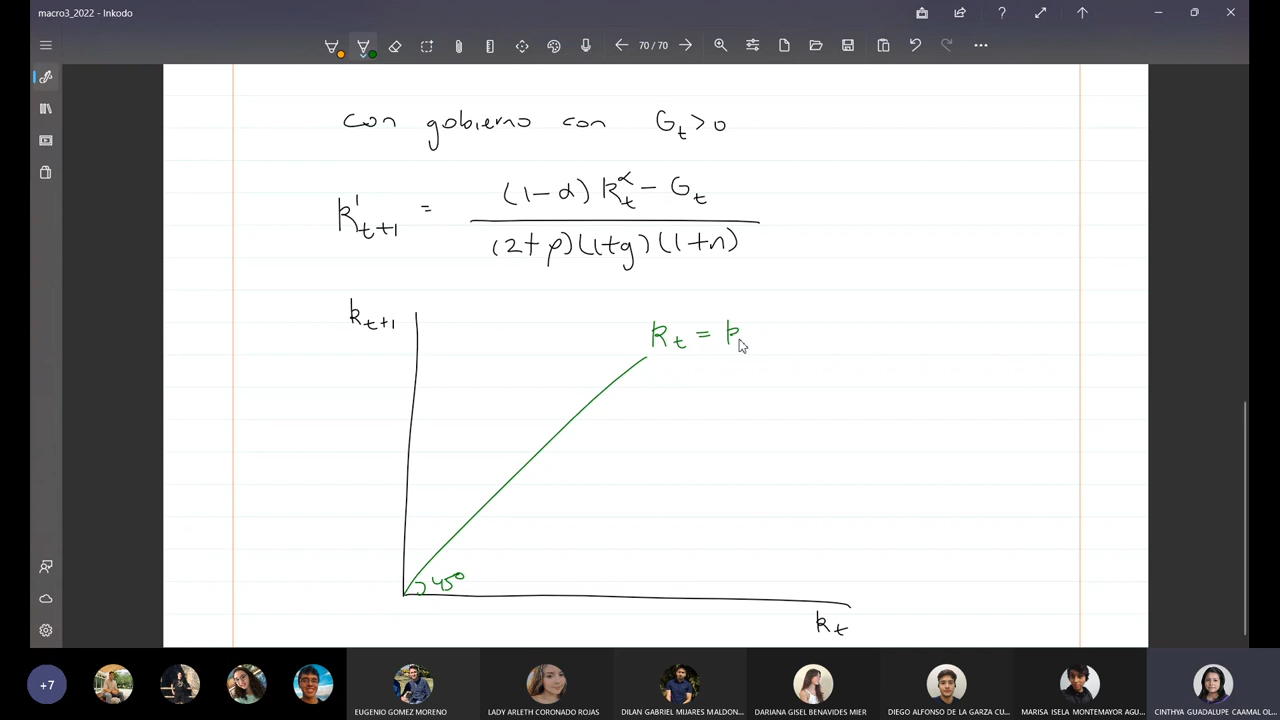 macro3_2022 - Inkodo
70 / 70
con gobierno con G_t > 0
k'_{t+1} = \frac{(1-α) k_t^α - G_t}{(2+ρ)(1+g)(1+n)}
k_{t+1}
k_t = k
45°
k_t
+7
EUGENIO GOMEZ MORENO
LADY ARLETH CORONADO ROJAS
DILAN GABRIEL MIJARES MALDON...
DARIANA GISEL BENAVIDES MIER
DIEGO ALFONSO DE LA GARZA CU...
MARISA ISELA MONTEMAYOR AGU...
CINTHYA GUADALUPE CAAMAL OL...